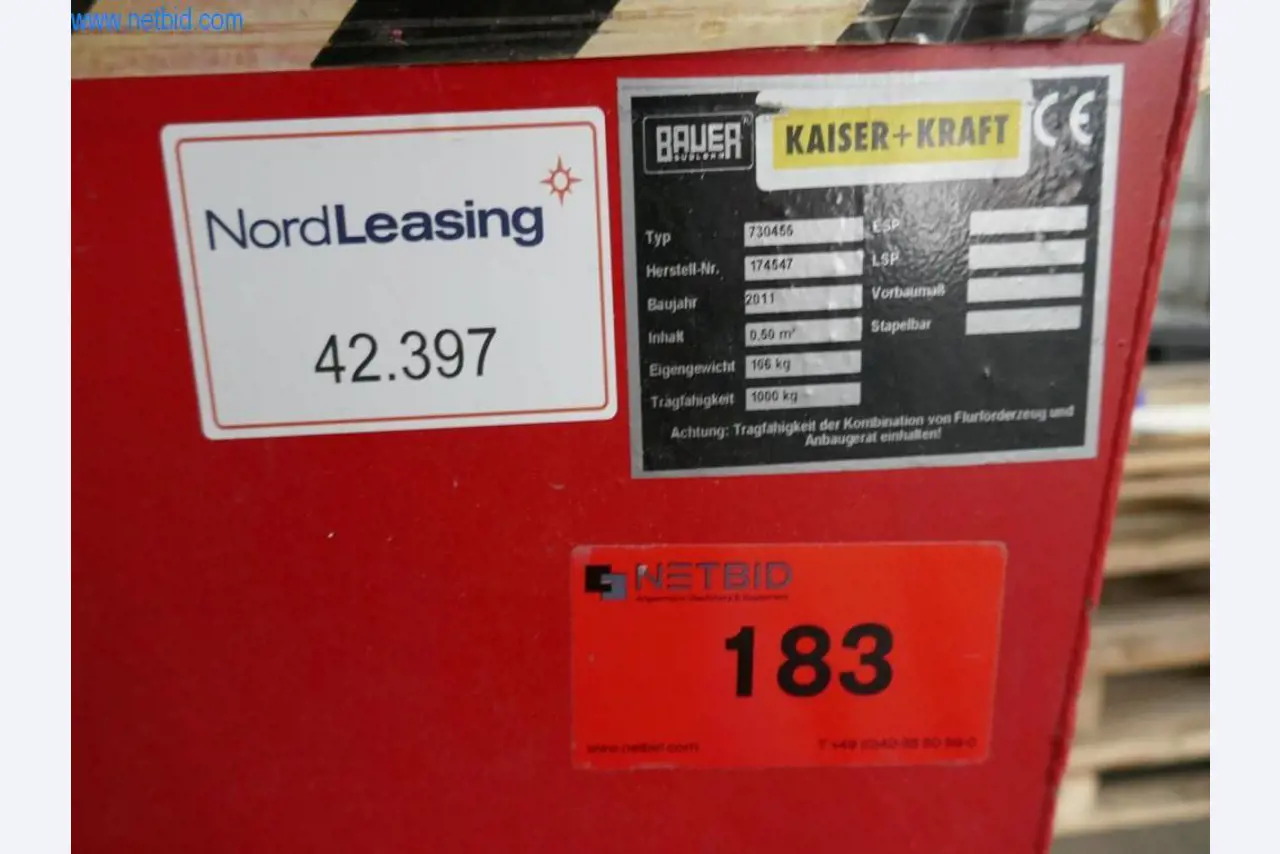 www.netbid.com
NordLeasing
42.397
BAUER
SÜDLOHN
KAISER+KRAFT
CE
Typ 730455 ESP
Herstell-Nr. 174547 LSP
Baujahr 2011 Vorbaumaß
Inhalt 0,50 m³ Stapelbar
Eigengewicht 106 kg
Tragfähigkeit 1000 kg
Achtung: Tragfähigkeit der Kombination von Flurförderzeug und
Anbaugerät einhalten!
NETBID
183
www.netbid.com